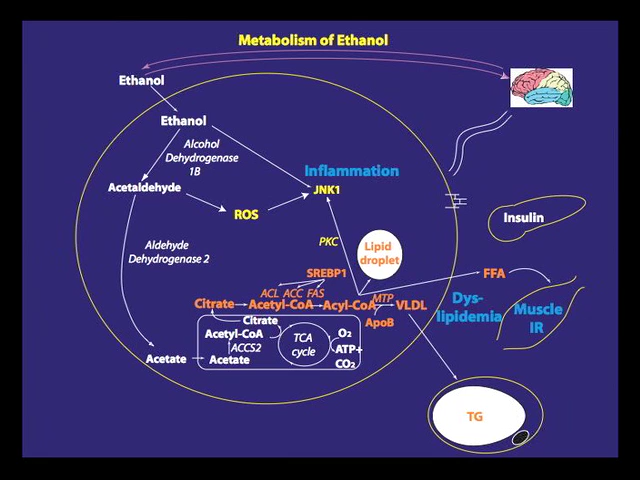 Metabolism of Ethanol
Ethanol
Ethanol
Alcohol
Dehydrogenase
1B
Inflammation
Acetaldehyde
JNK1
ROS
Insulin
PKC
Lipid
droplet
Aldehyde
Dehydrogenase 2
SREBP1
FFA
ACL ACC FAS
MTP
Citrate
Acetyl-CoA
Acyl-CoA
VLDL
Dys-
lipidemia
Muscle
IR
ApoB
Citrate
Acetyl-CoA
TCA
cycle
O2
ATP+
CO2
ACCS2
Acetate
Acetate
TG